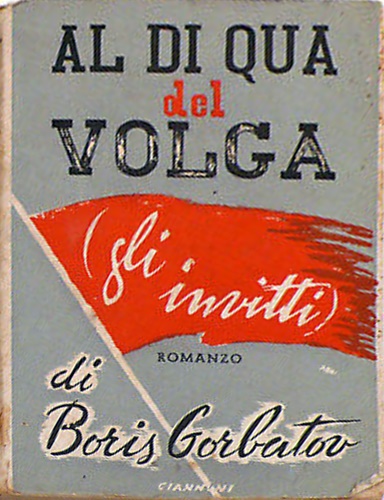 AL DI QUA
del
VOLGA
(gli
invitti)
ROMANZO
di
Boris Gorbatov